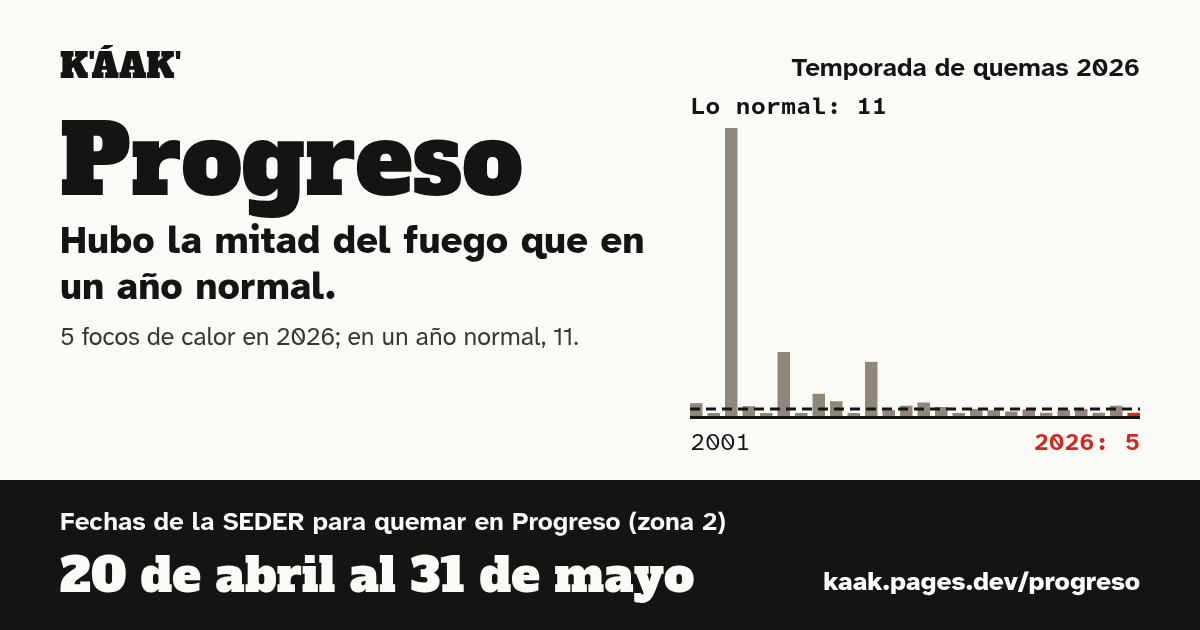 K'ÁAK'
Progreso
Hubo la mitad del fuego que en
un año normal.
5 focos de calor en 2026; en un año normal, 11.
Temporada de quemas 2026
Lo normal: 11
2001
2026: 5
Fechas de la SEDER para quemar en Progreso (zona 2)
20 de abril al 31 de mayo
kaak.pages.dev/progreso